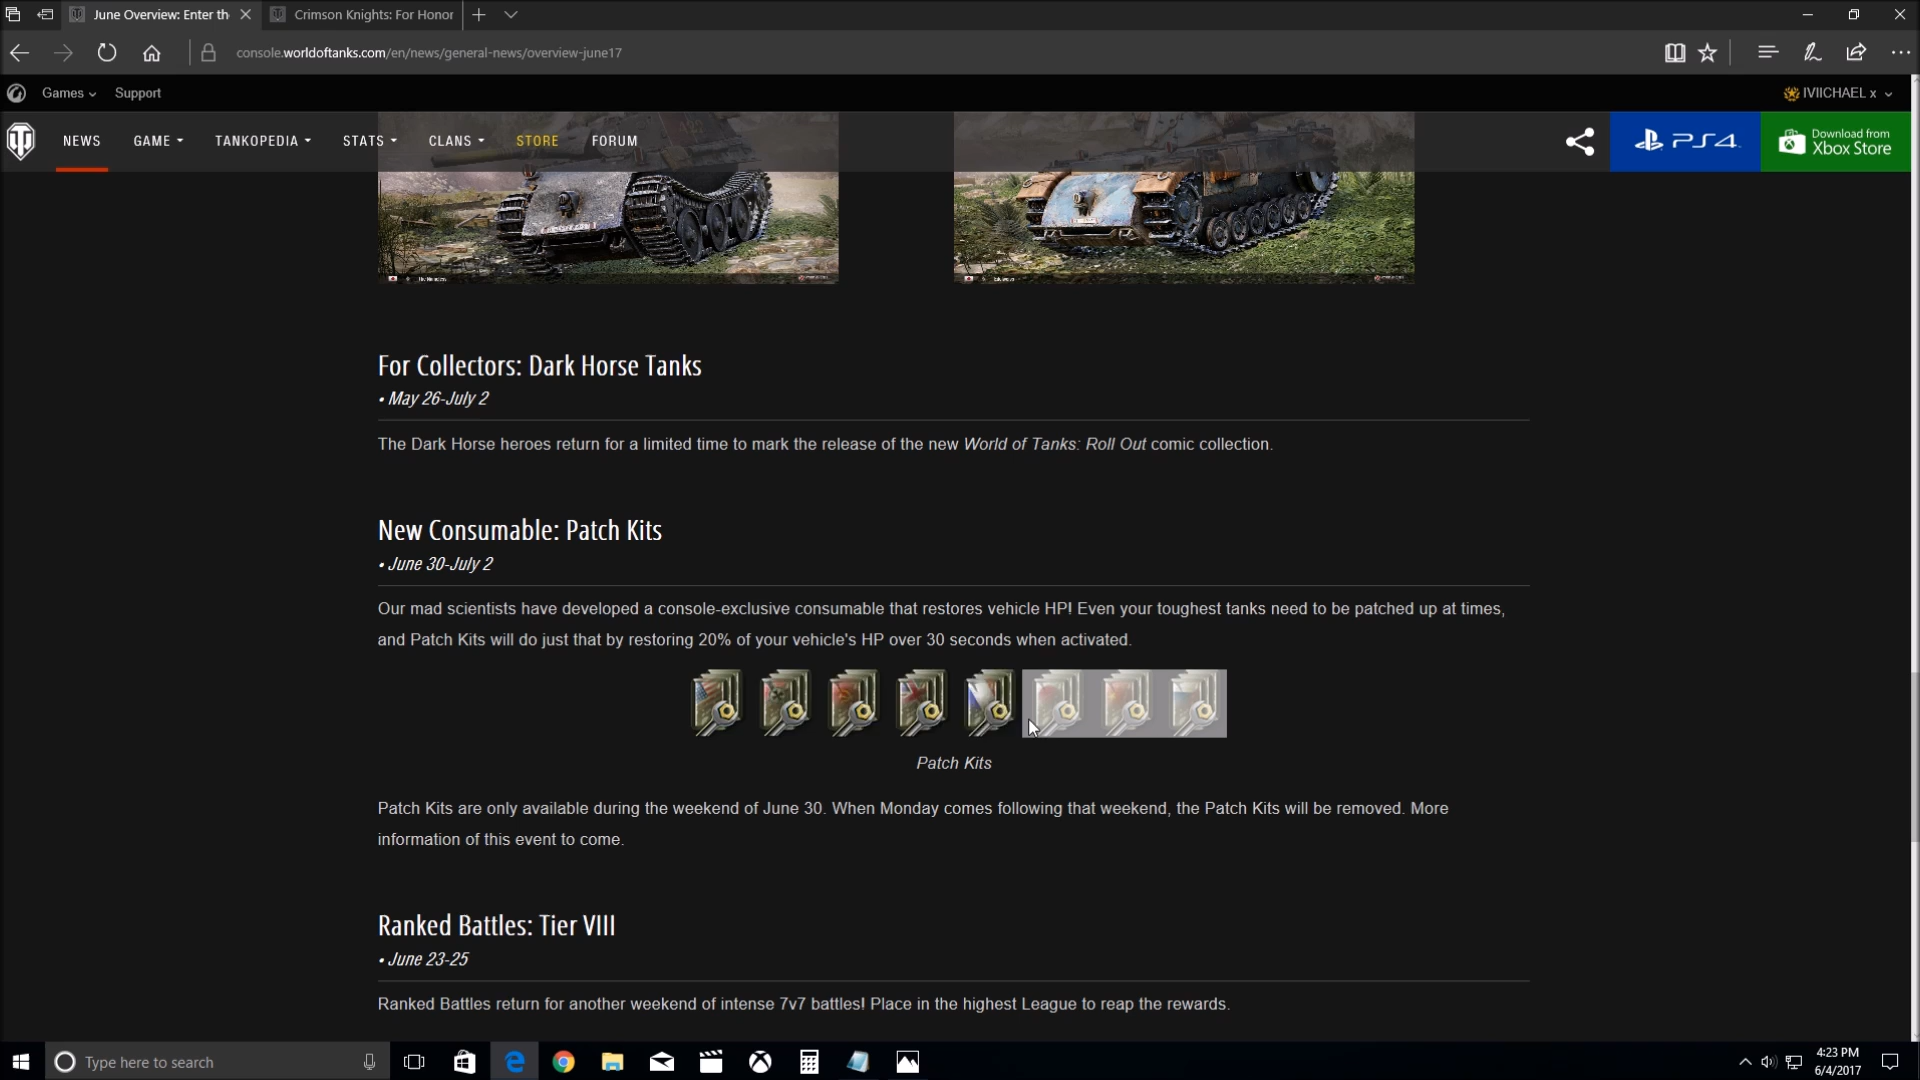 June Overview: Enter th
Crimson Knights: For Honor
console.worldoftanks.com/en/news/general-news/overview-june17
Games
Support
IVIICHAEL x
NEWS
GAME
TANKOPEDIA
STATS
CLANS
STORE
FORUM
PS4
Download from
Xbox Store
For Collectors: Dark Horse Tanks
• May 26-July 2
The Dark Horse heroes return for a limited time to mark the release of the new World of Tanks: Roll Out comic collection.
New Consumable: Patch Kits
• June 30-July 2
Our mad scientists have developed a console-exclusive consumable that restores vehicle HP! Even your toughest tanks need to be patched up at times,
and Patch Kits will do just that by restoring 20% of your vehicle's HP over 30 seconds when activated.
Patch Kits
Patch Kits are only available during the weekend of June 30. When Monday comes following that weekend, the Patch Kits will be removed. More
information of this event to come.
Ranked Battles: Tier VIII
• June 23-25
Ranked Battles return for another weekend of intense 7v7 battles! Place in the highest League to reap the rewards.
Type here to search
4:23 PM
6/4/2017